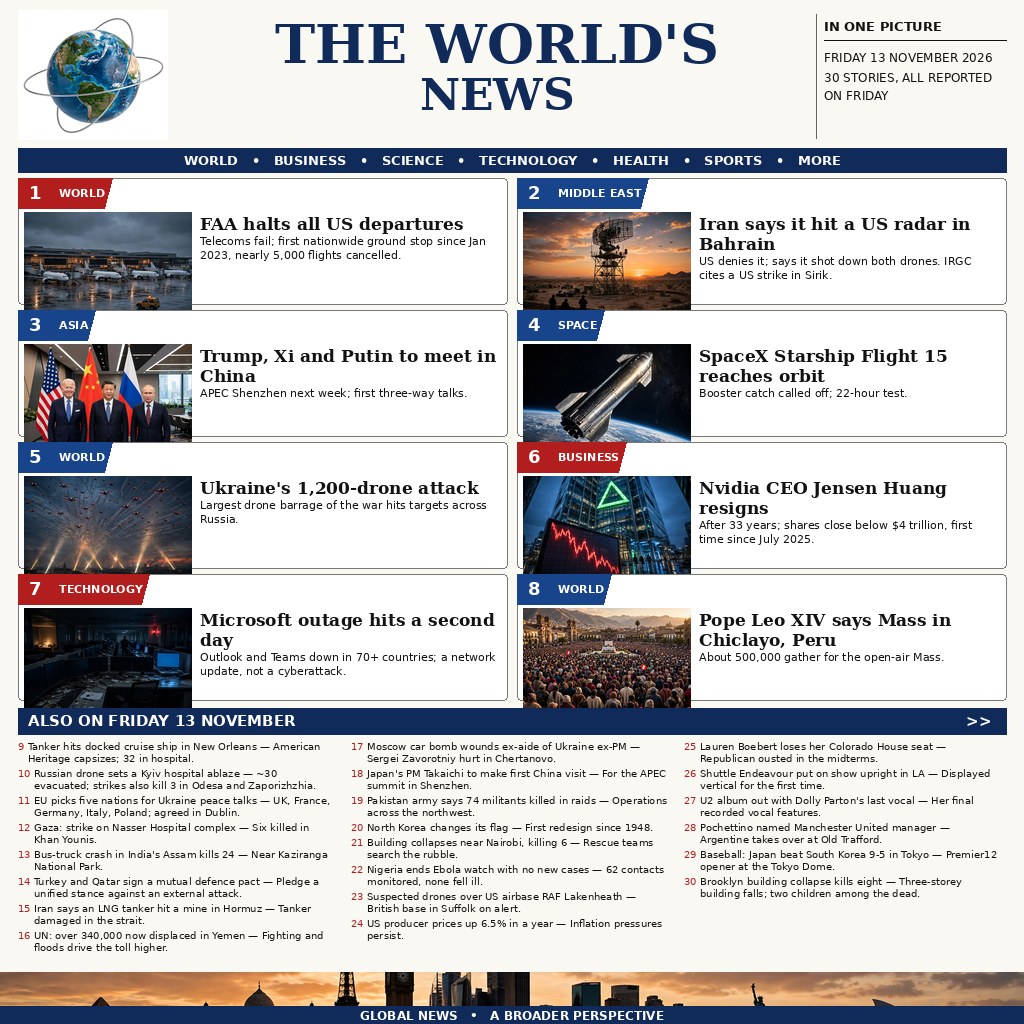 THE WORLD'S
NEWS
IN ONE PICTURE
FRIDAY 13 NOVEMBER 2026
30 STORIES, ALL REPORTED
ON FRIDAY
WORLD • BUSINESS • SCIENCE • TECHNOLOGY • HEALTH • SPORTS • MORE
1 WORLD
FAA halts all US departures
Telecoms fail; first nationwide ground stop since Jan
2023, nearly 5,000 flights cancelled.
2 MIDDLE EAST
Iran says it hit a US radar in
Bahrain
US denies it; says it shot down both drones. IRGC
cites a US strike in Sirik.
3 ASIA
Trump, Xi and Putin to meet in
China
APEC Shenzhen next week; first three-way talks.
4 SPACE
SpaceX Starship Flight 15
reaches orbit
Booster catch called off; 22-hour test.
5 WORLD
Ukraine's 1,200-drone attack
Largest drone barrage of the war hits targets across
Russia.
6 BUSINESS
Nvidia CEO Jensen Huang
resigns
After 33 years; shares close below $4 trillion, first
time since July 2025.
7 TECHNOLOGY
Microsoft outage hits a second
day
Outlook and Teams down in 70+ countries; a network
update, not a cyberattack.
8 WORLD
Pope Leo XIV says Mass in
Chiclayo, Peru
About 500,000 gather for the open-air Mass.
ALSO ON FRIDAY 13 NOVEMBER >>
9 Tanker hits docked cruise ship in New Orleans — American
Heritage capsizes; 32 in hospital.
10 Russian drone sets a Kyiv hospital ablaze — ~30
evacuated; strikes also kill 3 in Odesa and Zaporizhzhia.
11 EU picks five nations for Ukraine peace talks — UK, France,
Germany, Italy, Poland; agreed in Dublin.
12 Gaza: strike on Nasser Hospital complex — Six killed in
Khan Younis.
13 Bus-truck crash in India's Assam kills 24 — Near Kaziranga
National Park.
14 Turkey and Qatar sign a mutual defence pact — Pledge a
unified stance against an external attack.
15 Iran says an LNG tanker hit a mine in Hormuz — Tanker
damaged in the strait.
16 UN: over 340,000 now displaced in Yemen — Fighting and
floods drive the toll higher.
17 Moscow car bomb wounds ex-aide of Ukraine ex-PM —
Sergei Zavorotniy hurt in Chertanovo.
18 Japan's PM Takaichi to make first China visit — For the APEC
summit in Shenzhen.
19 Pakistan army says 74 militants killed in raids — Operations
across the northwest.
20 North Korea changes its flag — First redesign since 1948.
21 Building collapses near Nairobi, killing 6 — Rescue teams
search the rubble.
22 Nigeria ends Ebola watch with no new cases — 62 contacts
monitored, none fell ill.
23 Suspected drones over US airbase RAF Lakenheath —
British base in Suffolk on alert.
24 US producer prices up 6.5% in a year — Inflation pressures
persist.
25 Lauren Boebert loses her Colorado House seat —
Republican ousted in the midterms.
26 Shuttle Endeavour put on show upright in LA — Displayed
vertical for the first time.
27 U2 album out with Dolly Parton's last vocal — Her final
recorded vocal features.
28 Pochettino named Manchester United manager —
Argentine takes over at Old Trafford.
29 Baseball: Japan beat South Korea 9-5 in Tokyo — Premier12
opener at the Tokyo Dome.
30 Brooklyn building collapse kills eight — Three-storey
building falls; two children among the dead.
GLOBAL NEWS • A BROADER PERSPECTIVE